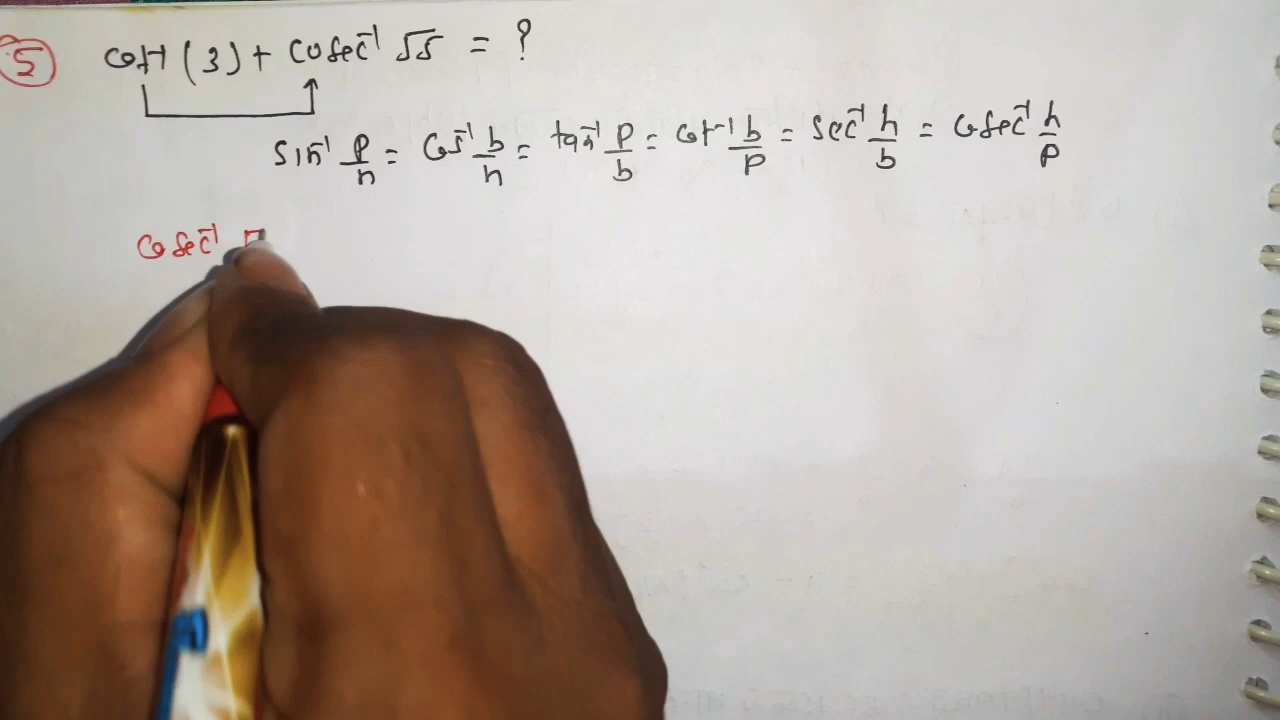 5 cot⁻¹ (3) + cosec⁻¹ √5 = ?
sin⁻¹ p/h = cos⁻¹ b/h = tan⁻¹ p/b = cot⁻¹ b/p = sec⁻¹ h/b = cosec⁻¹ h/p
cosec⁻¹